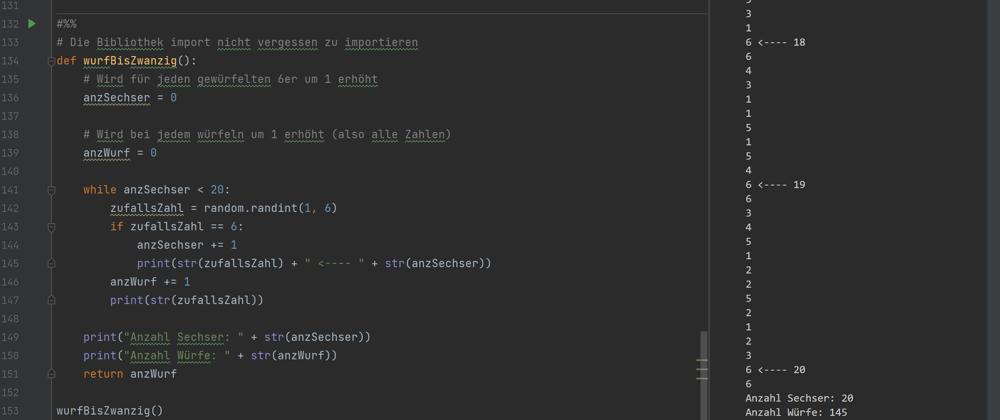 131
132 #%%
133 # Die Bibliothek import nicht vergessen zu importieren
134 def wurfBisZwanzig():
135     # Wird für jeden gewürfelten 6er um 1 erhöht
136     anzSechser = 0
137
138     # Wird bei jedem würfeln um 1 erhöht (also alle Zahlen)
139     anzWurf = 0
140
141     while anzSechser < 20:
142         zufallsZahl = random.randint(1, 6)
143         if zufallsZahl == 6:
144             anzSechser += 1
145             print(str(zufallsZahl) + " <---- " + str(anzSechser))
146         anzWurf += 1
147         print(str(zufallsZahl))
148
149     print("Anzahl Sechser: " + str(anzSechser))
150     print("Anzahl Würfe: " + str(anzWurf))
151     return anzWurf
152
153 wurfBisZwanzig()
3
1
6 <---- 18
6
4
3
1
1
5
1
5
4
6 <---- 19
6
3
4
5
1
2
2
5
2
1
2
3
6 <---- 20
6
Anzahl Sechser: 20
Anzahl Würfe: 145